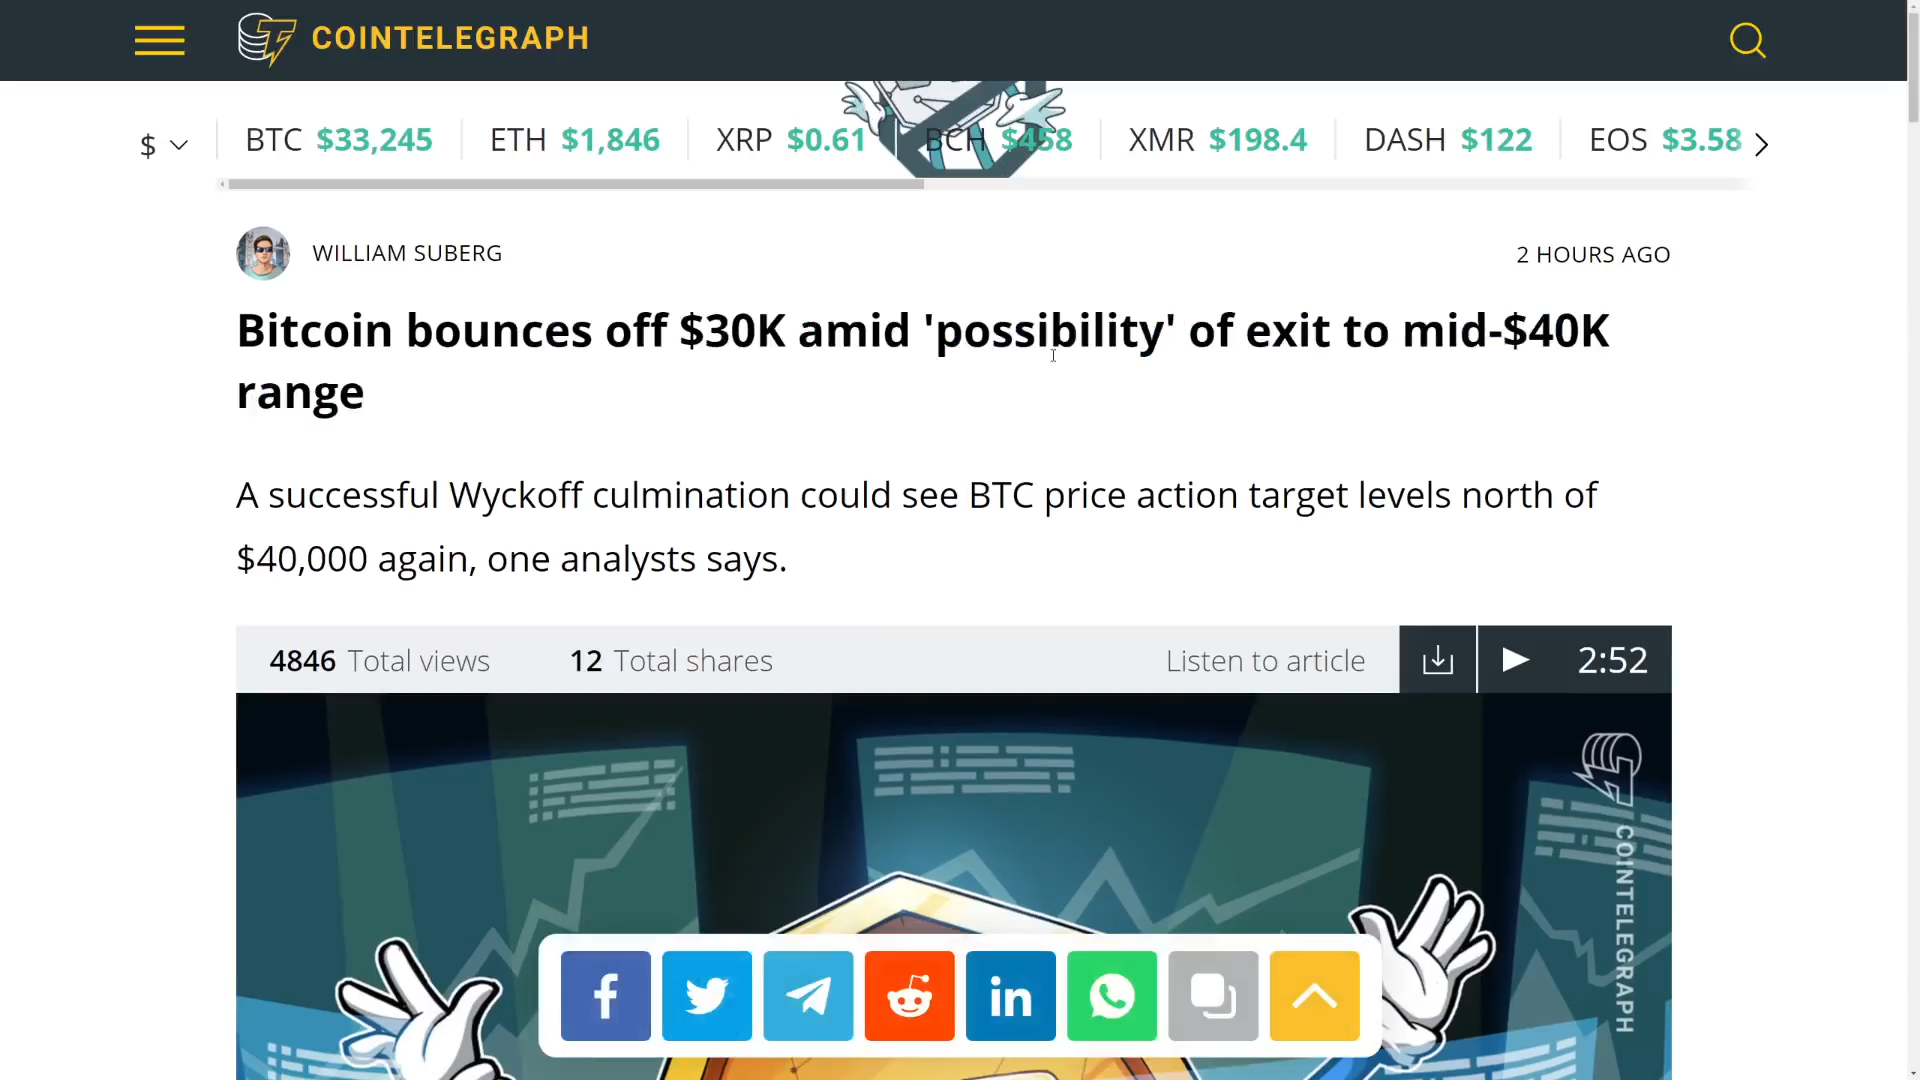 COINTELEGRAPH
$ BTC $33,245 ETH $1,846 XRP $0.61 BCH $458 XMR $198.4 DASH $122 EOS $3.58
WILLIAM SUBERG 2 HOURS AGO
Bitcoin bounces off $30K amid 'possibility' of exit to mid-$40K
range
A successful Wyckoff culmination could see BTC price action target levels north of
$40,000 again, one analysts says.
4846 Total views 12 Total shares Listen to article 2:52
COINTELEGRAPH